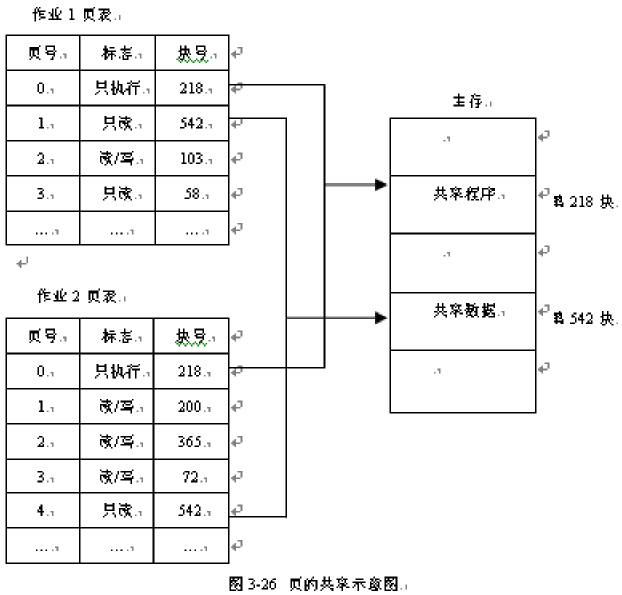 作业 1 页表
页号 标志 块号
0 只执行 218
1 只读 542
2 读/写 103
3 只读 58
… … …
主存
共享程序
第 218 块
共享数据
第 542 块
作业 2 页表
页号 标志 块号
0 只执行 218
1 读/写 200
2 读/写 365
3 读/写 72
4 只读 542
… … …
图 3-26 页的共享示意图